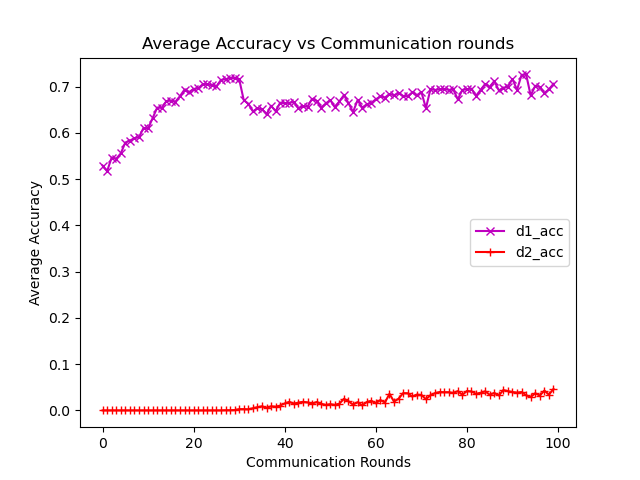 Average Accuracy vs Communication rounds
0.7
0.6
0.5
0.4
0.3
0.2
0.1
0.0
Average Accuracy
d1_acc
d2_acc
0 20 40 60 80 100
Communication Rounds